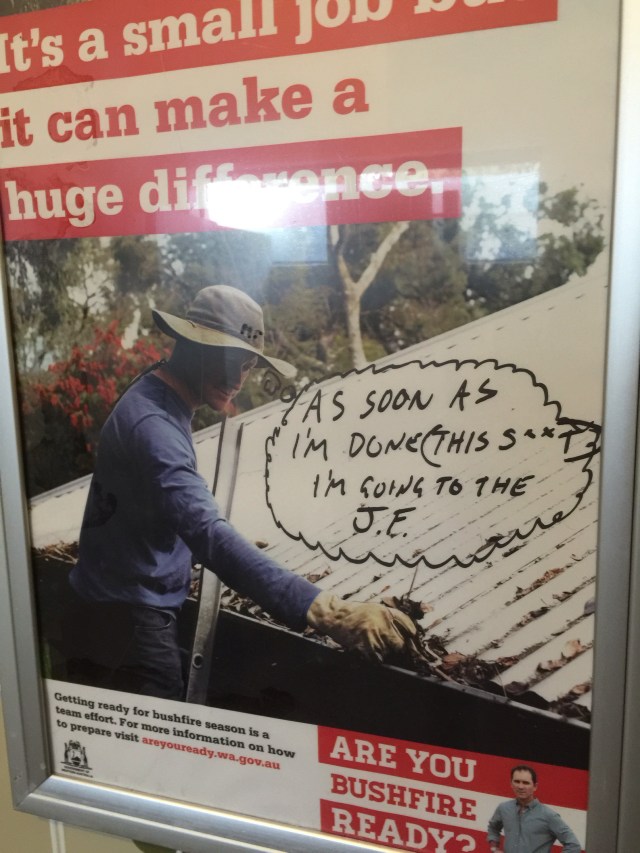 It's a small job but
it can make a
huge difference.
MF
AS SOON AS
I'M DONE (THIS S**T)
I'M GOING TO THE
J.F.
Getting ready for bushfire season is a
team effort. For more information on how
to prepare visit areyouready.wa.gov.au
ARE YOU
BUSHFIRE
READY?